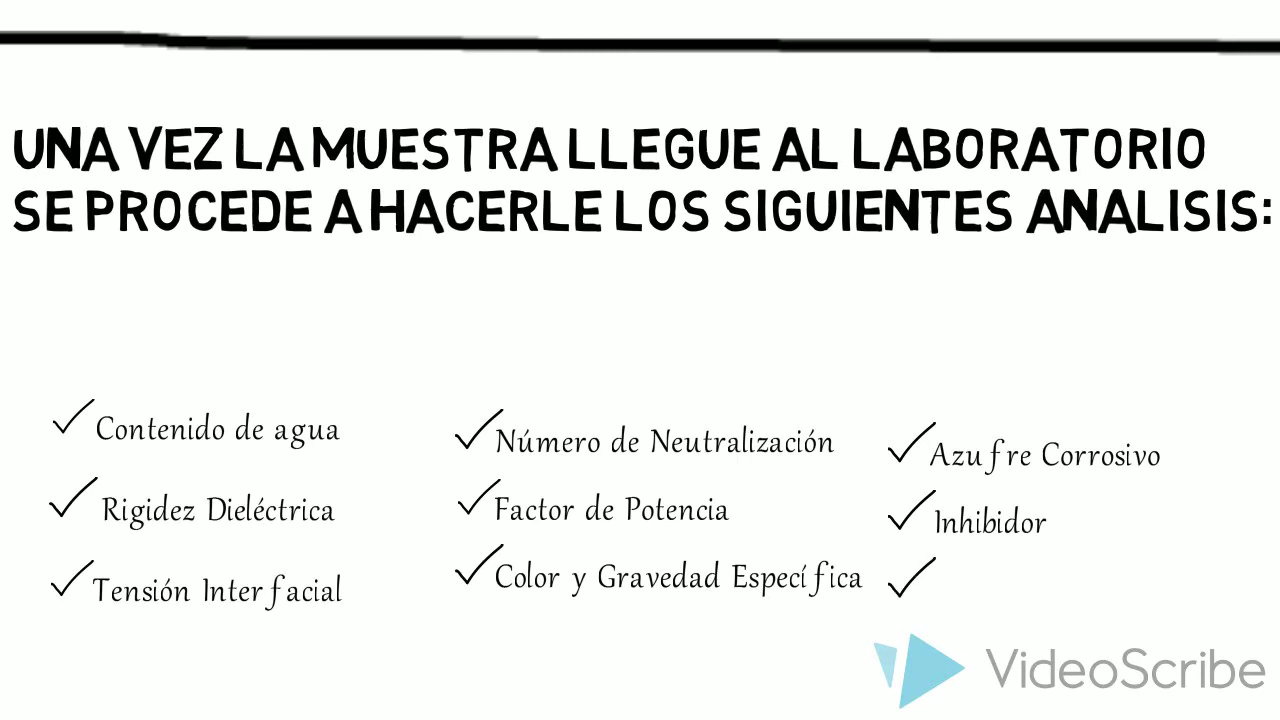 UNA VEZ LA MUESTRA LLEGUE AL LABORATORIO
SE PROCEDE A HACERLE LOS SIGUIENTES ANALISIS:
Contenido de agua
Rigidez Dieléctrica
Tensión Interfacial
Número de Neutralización
Factor de Potencia
Color y Gravedad Específica
Azufre Corrosivo
Inhibidor
VideoScribe